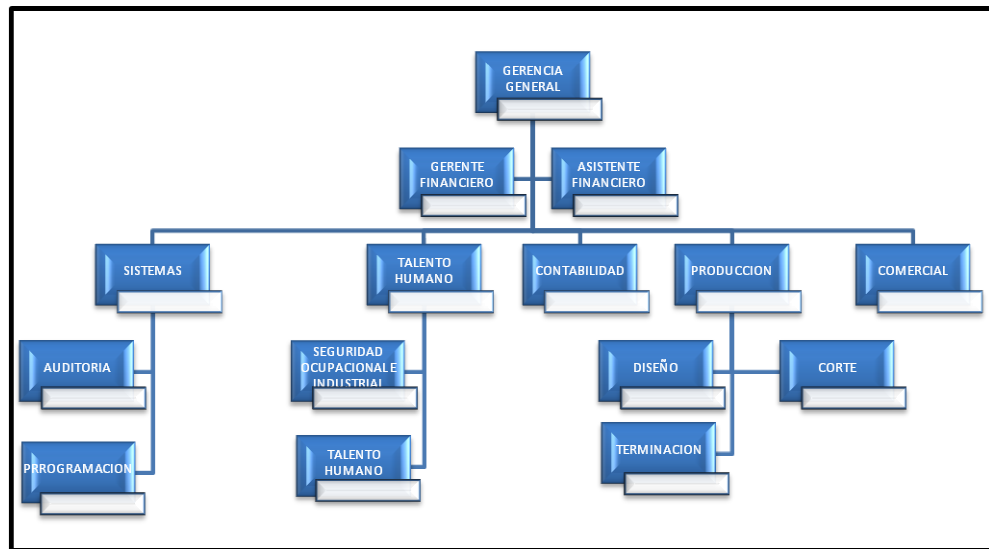 GERENCIA
GENERAL
GERENTE
FINANCIERO
ASISTENTE
FINANCIERO
SISTEMAS
TALENTO
HUMANO
CONTABILIDAD
PRODUCCION
COMERCIAL
AUDITORIA
SEGURIDAD
OCUPACIONAL E
INDUSTRIAL
DISEÑO
CORTE
PRROGRAMACION
TALENTO
HUMANO
TERMINACION